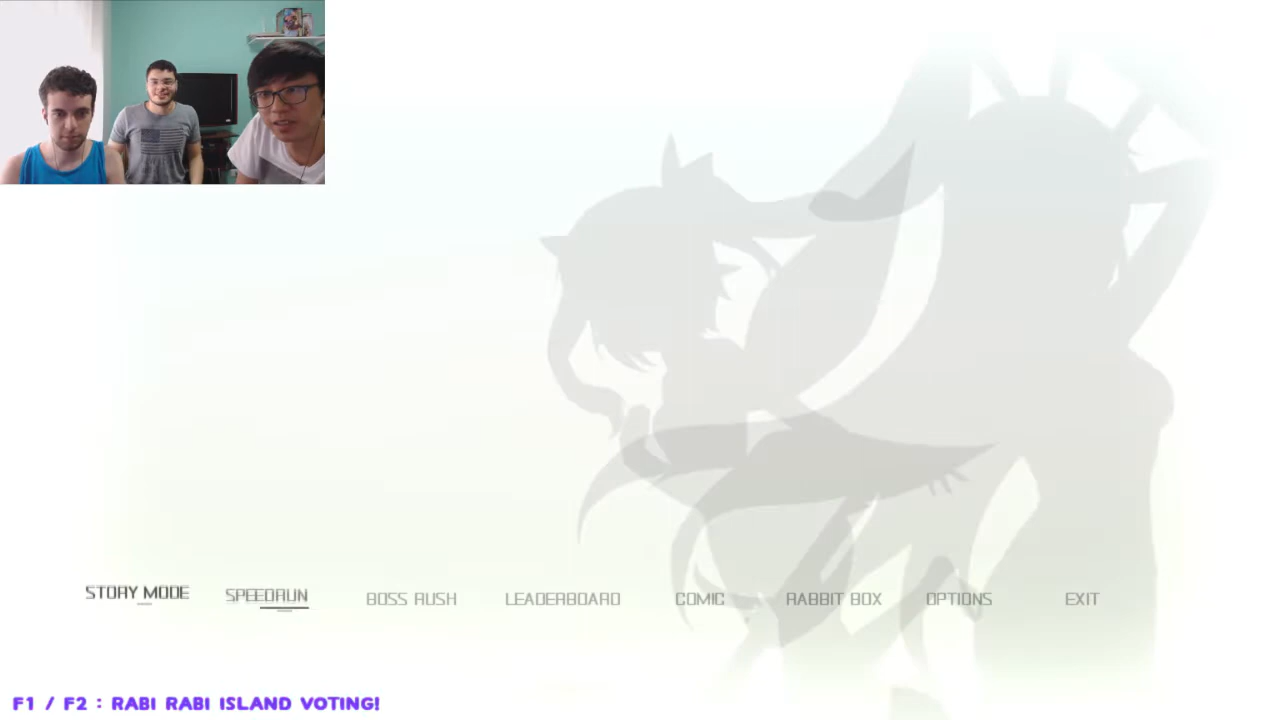 STORY MODE SPEEDRUN BOSS RUSH LEADERBOARD COMIC RABBIT BOX OPTIONS EXIT
F1 / F2 : RABI RABI ISLAND VOTING!